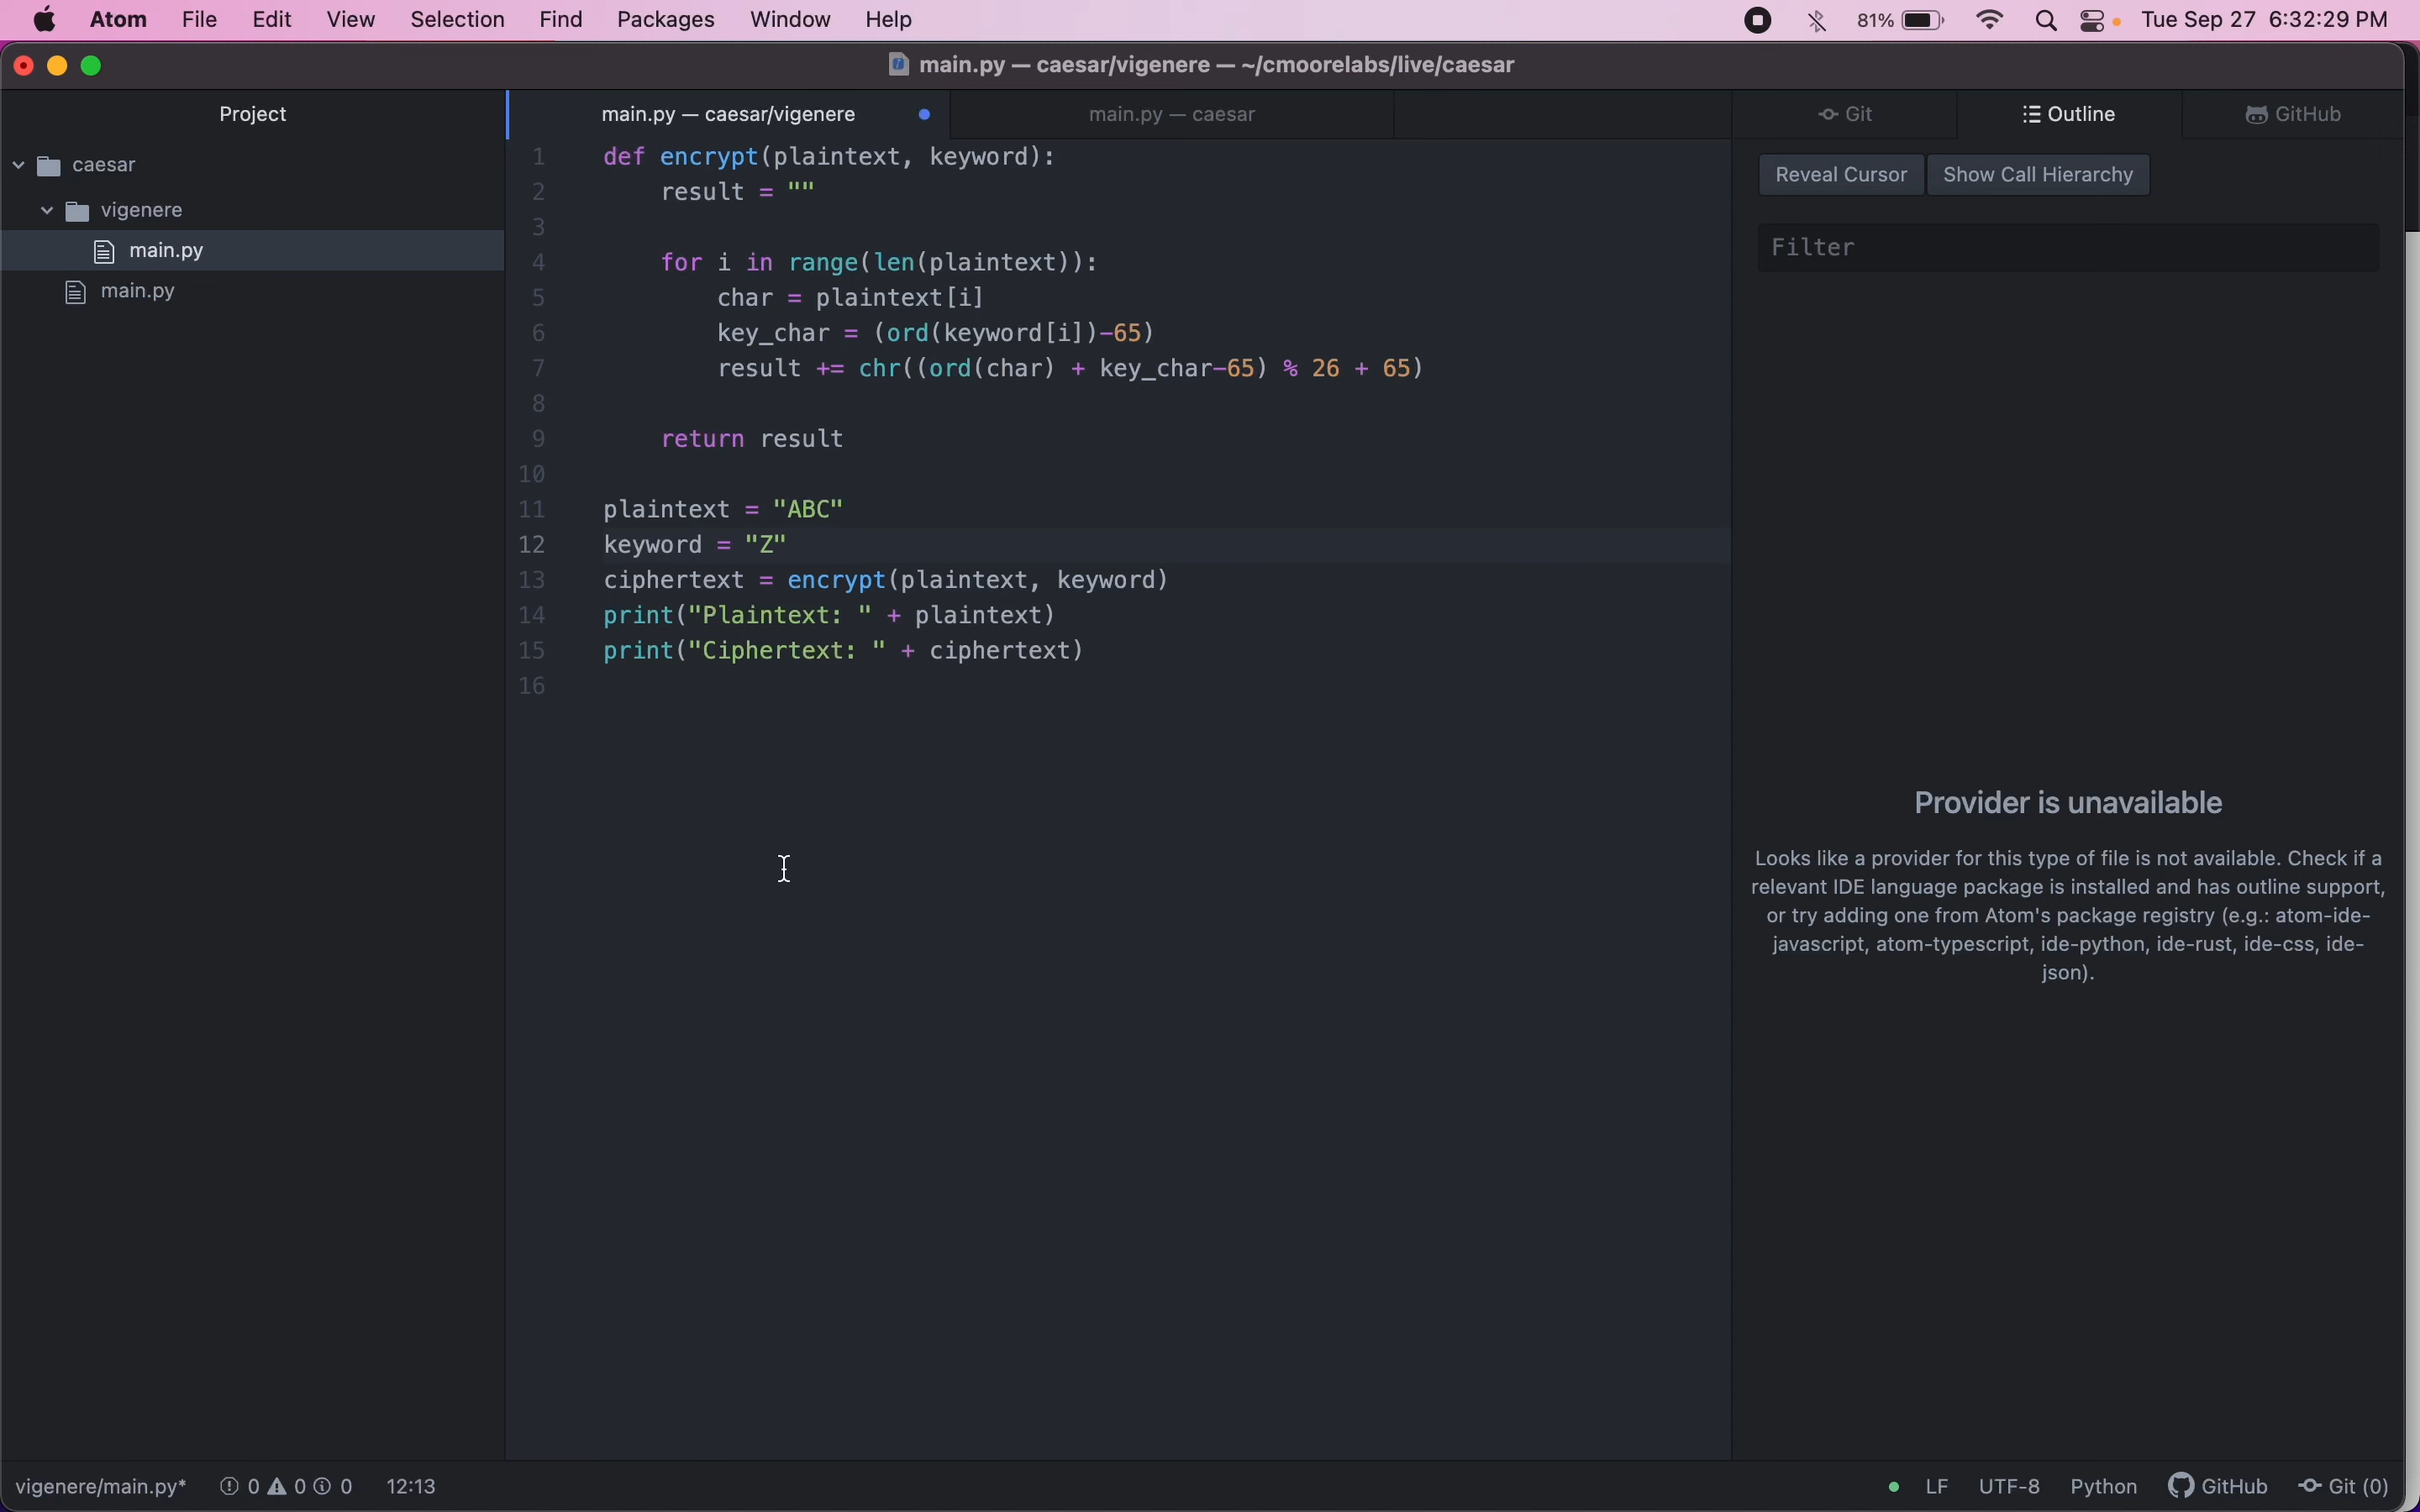 Atom File Edit View Selection Find Packages Window Help 81% Tue Sep 27 6:32:29 PM
main.py — caesar/vigenere — ~/cmoorelabs/live/caesar
Project
caesar
vigenere
main.py
main.py
main.py — caesar/vigenere main.py — caesar
1 def encrypt(plaintext, keyword):
2 result = ""
3
4 for i in range(len(plaintext)):
5 char = plaintext[i]
6 key_char = (ord(keyword[i])-65)
7 result += chr((ord(char) + key_char-65) % 26 + 65)
8
9 return result
10
11 plaintext = "ABC"
12 keyword = "Z"
13 ciphertext = encrypt(plaintext, keyword)
14 print("Plaintext: " + plaintext)
15 print("Ciphertext: " + ciphertext)
16
Git Outline GitHub
Reveal Cursor Show Call Hierarchy
Filter
Provider is unavailable
Looks like a provider for this type of file is not available. Check if a
relevant IDE language package is installed and has outline support,
or try adding one from Atom's package registry (e.g.: atom-ide-
javascript, atom-typescript, ide-python, ide-rust, ide-css, ide-
json).
vigenere/main.py* 0 0 0 12:13 LF UTF-8 Python GitHub Git (0)